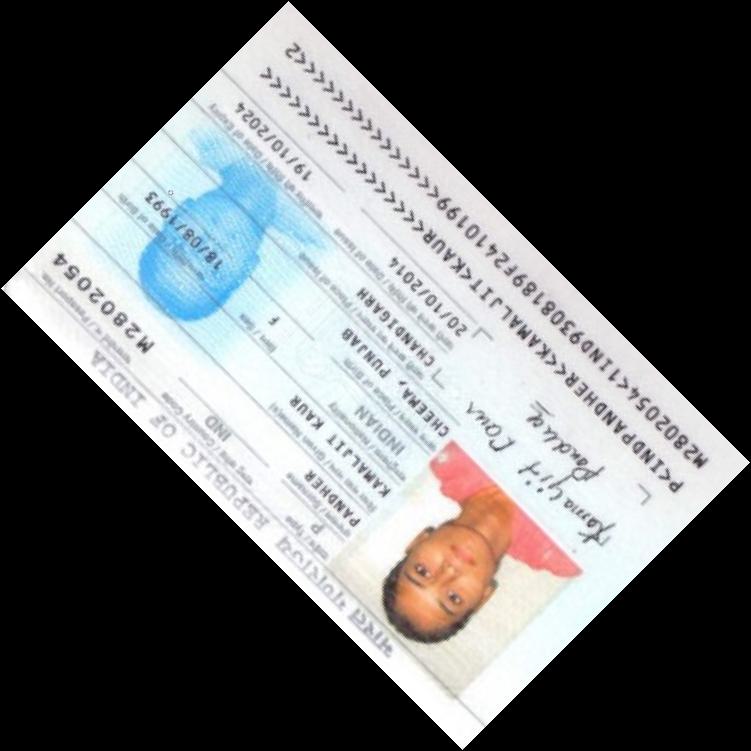 भारत गणराज्य REPUBLIC OF INDIA
P
IND
M2802054
PANDHER
KAMALJIT KAUR
INDIAN
F
18/08/1993
CHEEMA, PUNJAB
CHANDIGARH
20/10/2014
19/10/2024
Kamaljit Kaur
Pandher
P<INDPANDHER<<KAMALJIT<KAUR<<<<<<<<<<<<<<<<<
M2802054<1IND9308189F2410199<<<<<<<<<<<<<<<2